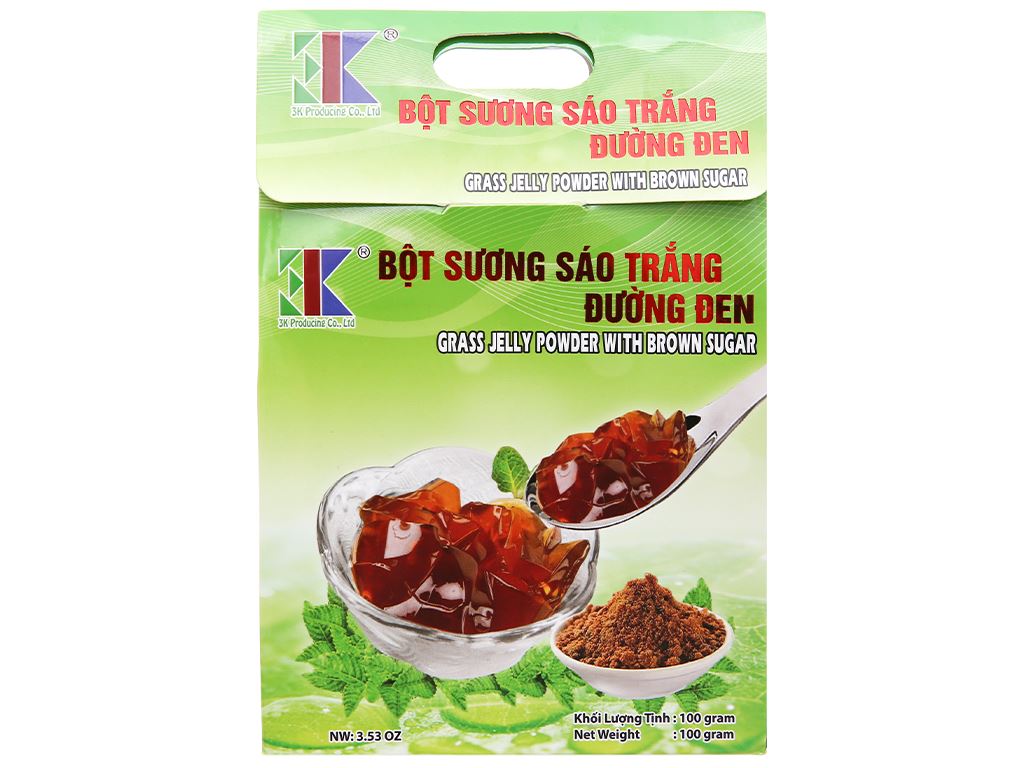 3K ®
3K Producing Co., Ltd
BỘT SƯƠNG SÁO TRẮNG
ĐƯỜNG ĐEN
GRASS JELLY POWDER WITH BROWN SUGAR
3K ®
3K Producing Co., Ltd
BỘT SƯƠNG SÁO TRẮNG
ĐƯỜNG ĐEN
GRASS JELLY POWDER WITH BROWN SUGAR
Khối Lượng Tịnh : 100 gram
NW: 3.53 OZ
Net Weight : 100 gram